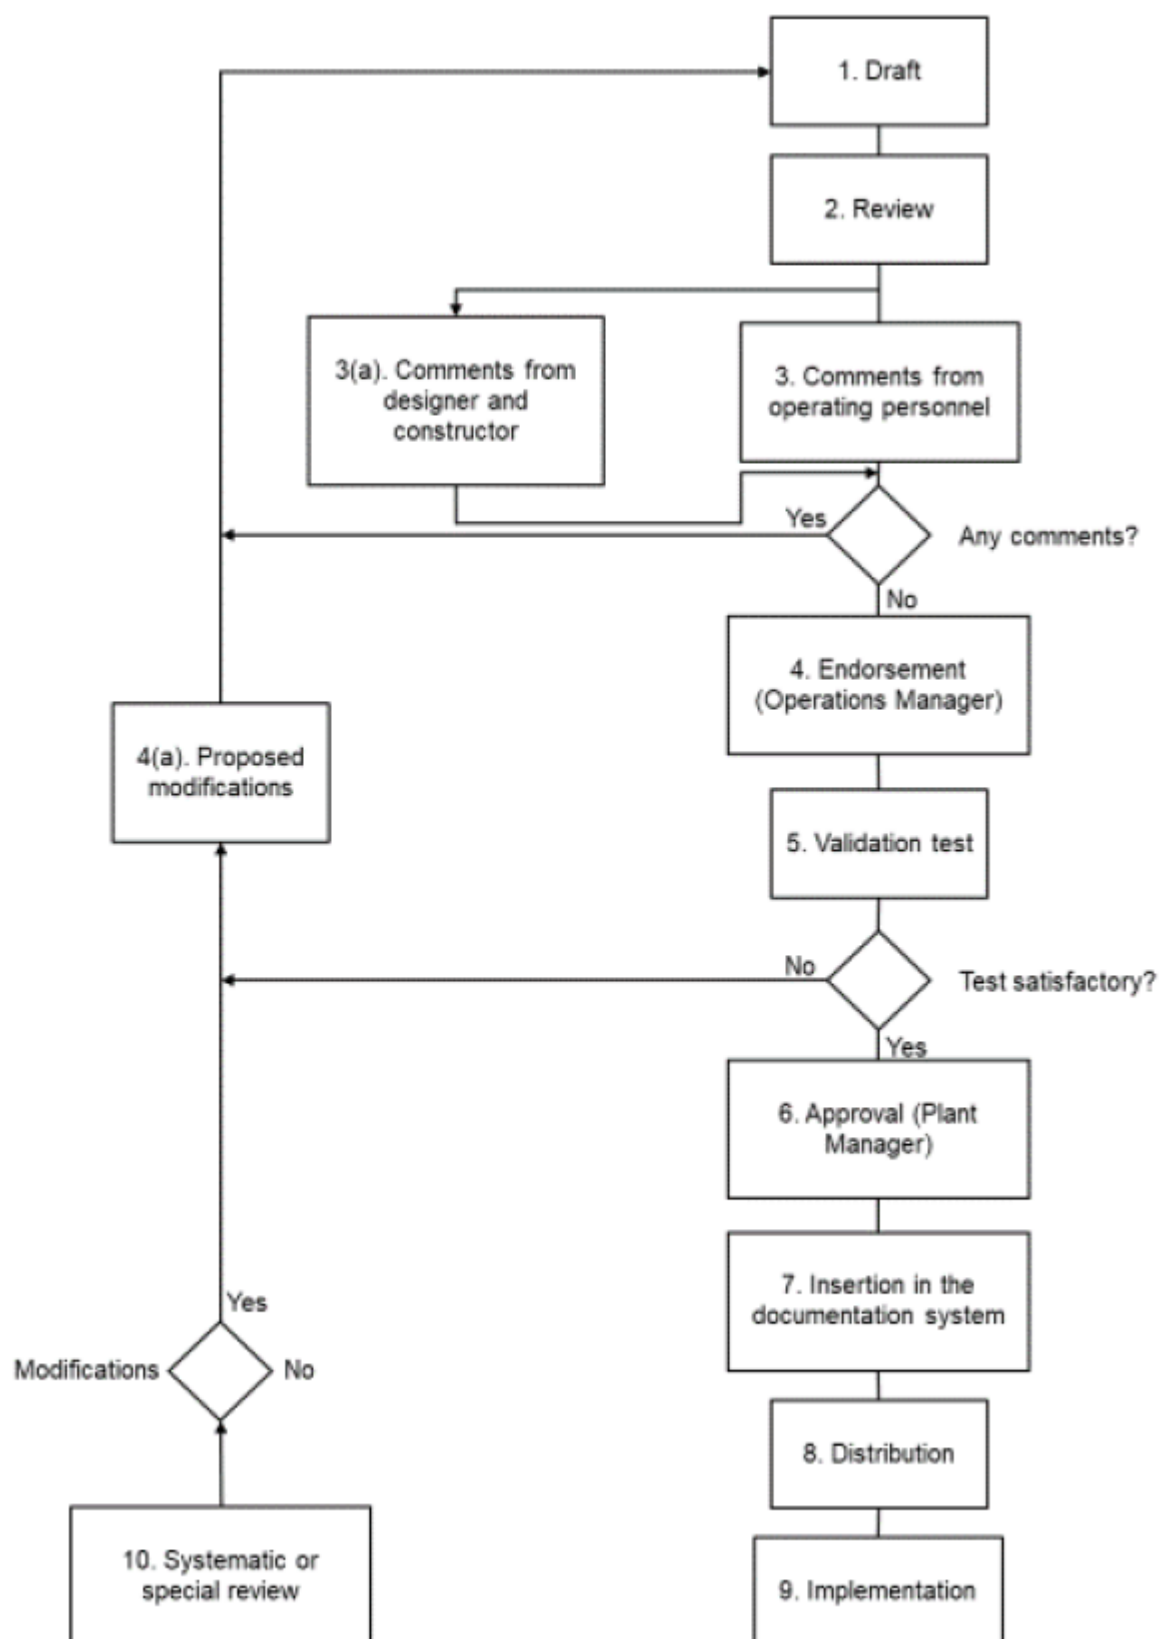 1. Draft
2. Review
3(a). Comments from
designer and
constructor
3. Comments from
operating personnel
Yes
Any comments?
No
4. Endorsement
(Operations Manager)
4(a). Proposed
modifications
5. Validation test
No
Test satisfactory?
Yes
6. Approval (Plant
Manager)
7. Insertion in the
documentation system
Yes
Modifications
No
8. Distribution
10. Systematic or
special review
9. Implementation